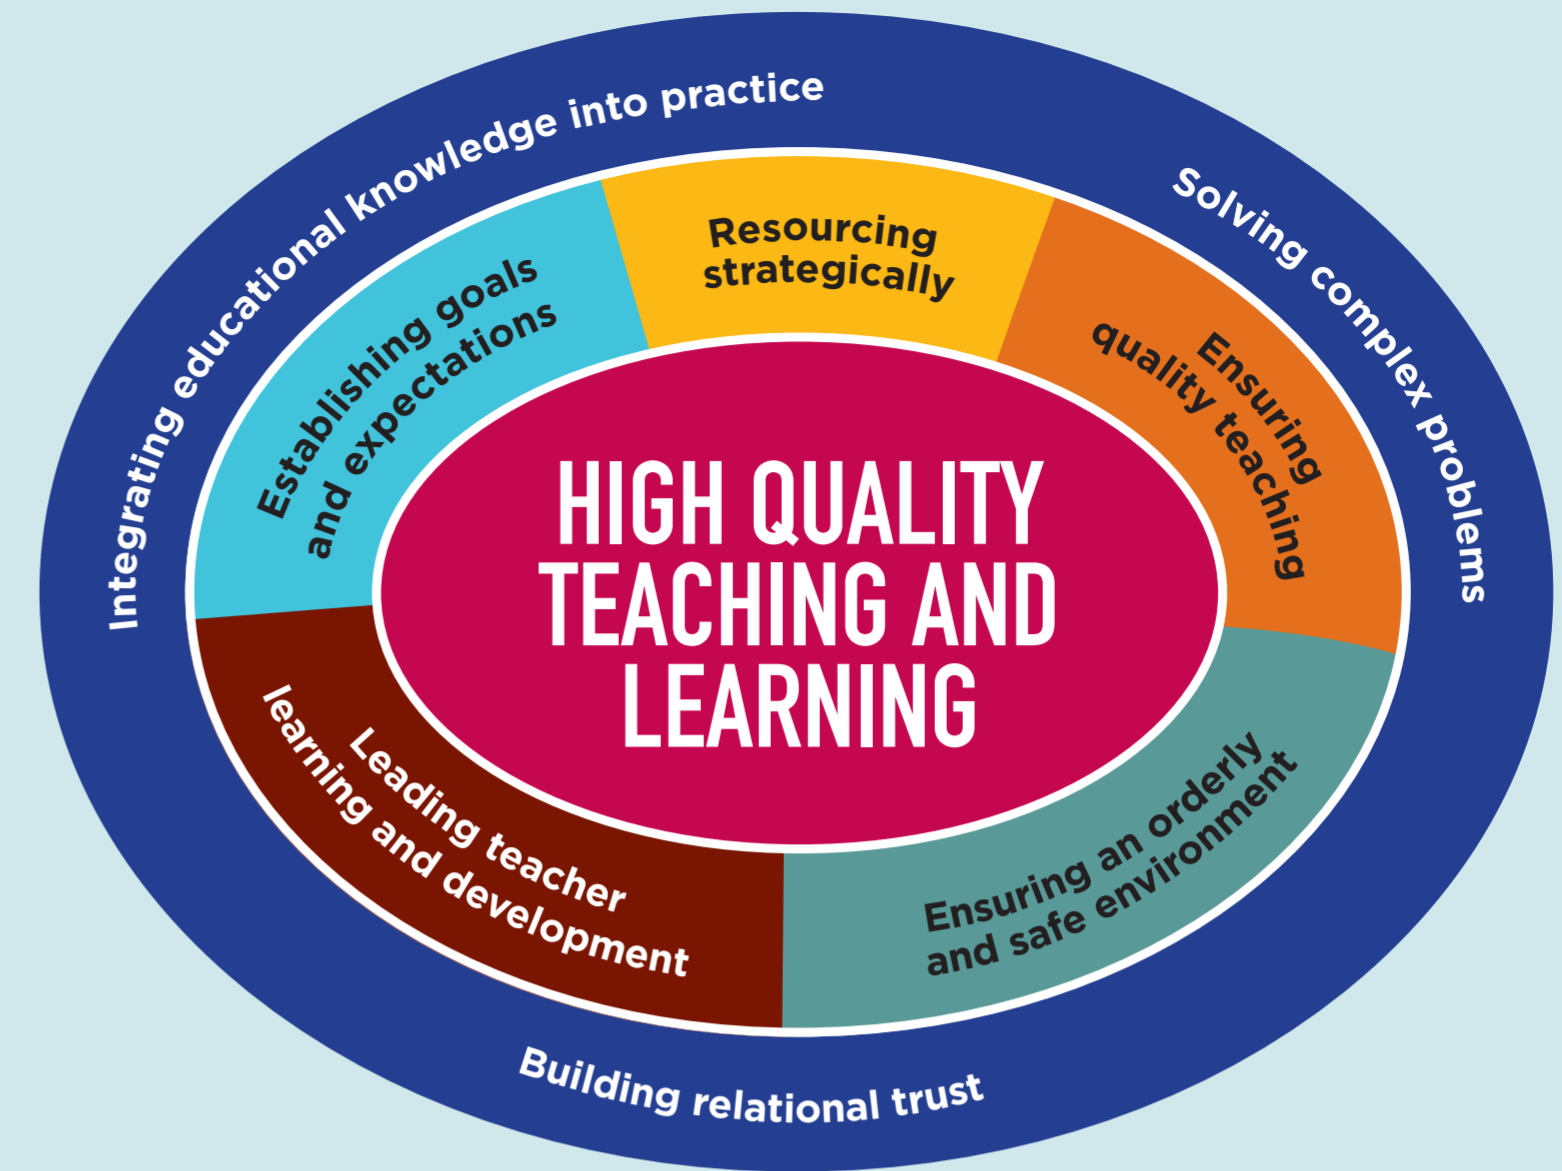 Integrating educational knowledge into practice
Solving complex problems
Building relational trust
Establishing goals
and expectations
Resourcing
strategically
Ensuring
quality teaching
Ensuring an orderly
and safe environment
Leading teacher
learning and development
HIGH QUALITY
TEACHING AND
LEARNING